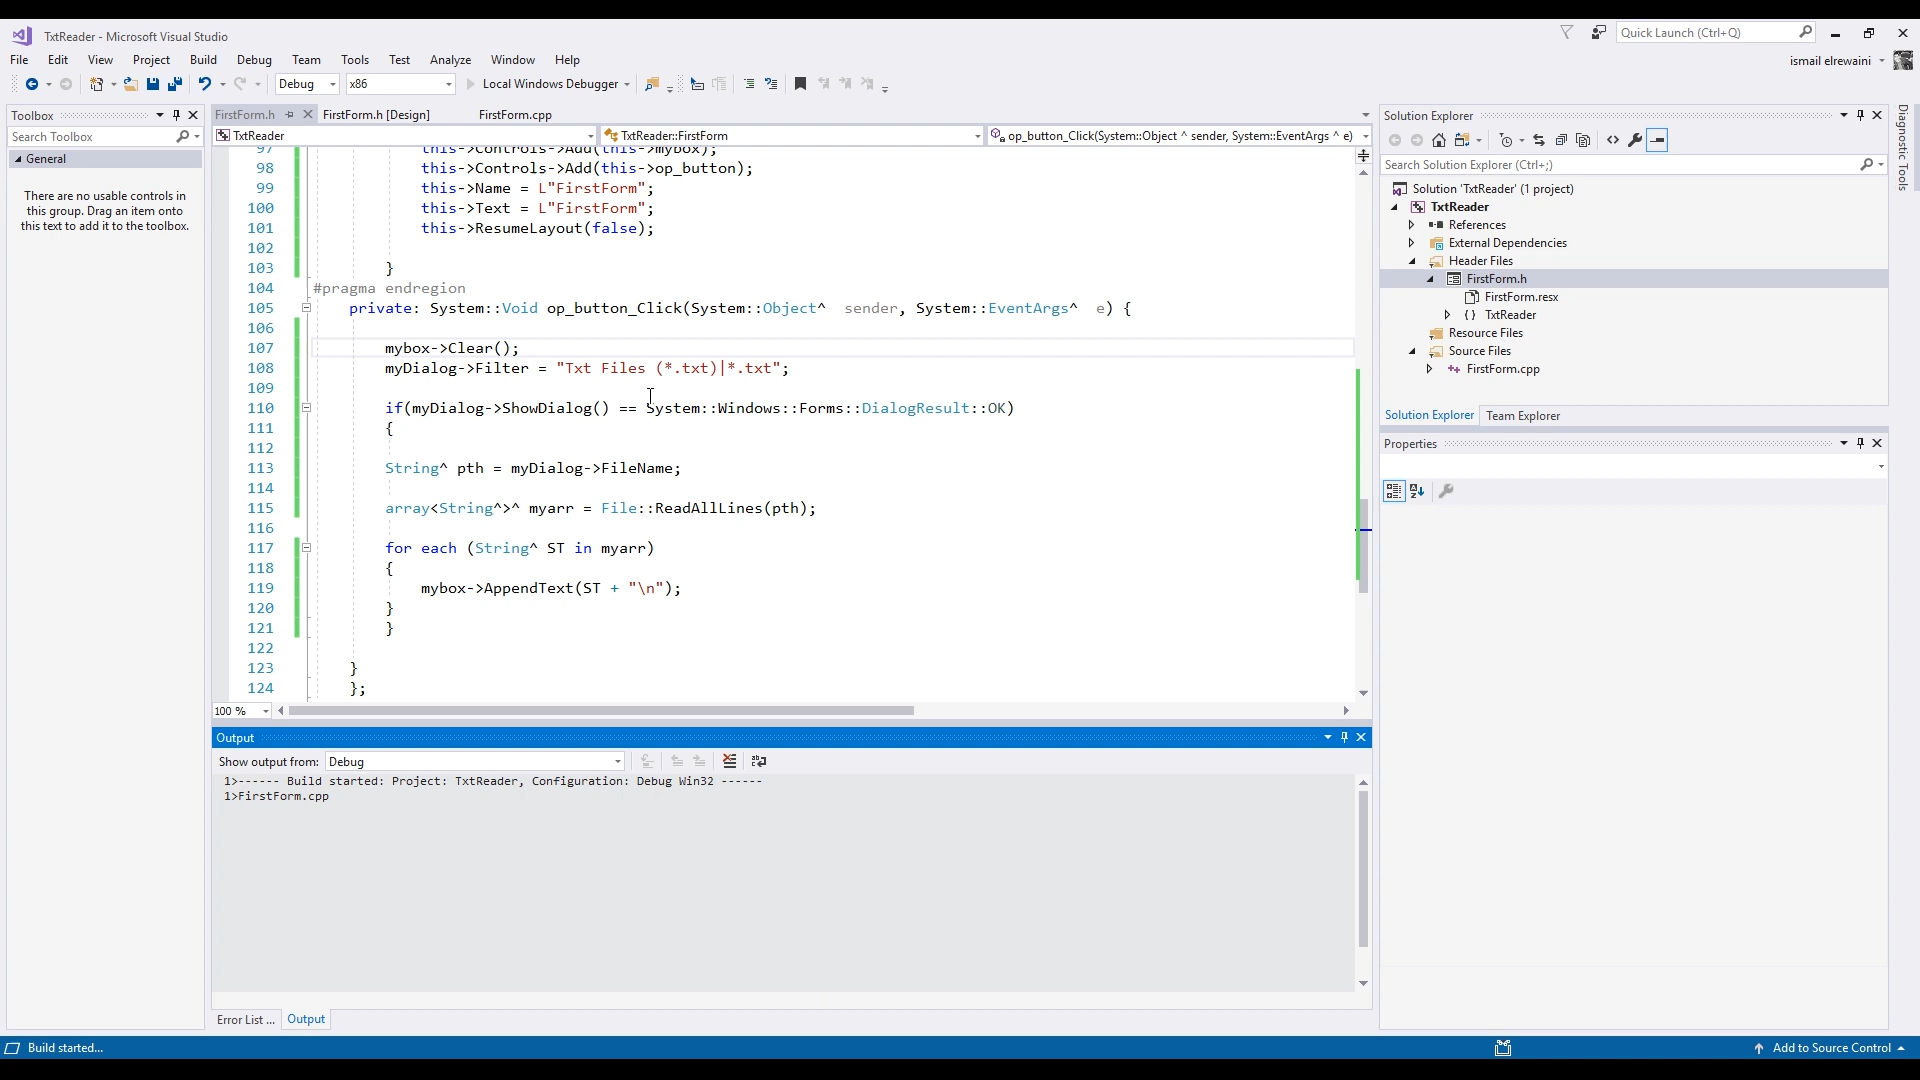 TxtReader - Microsoft Visual Studio
Quick Launch (Ctrl+Q)
File Edit View Project Build Debug Team Tools Test Analyze Window Help
ismail elrewaini
Debug x86 Local Windows Debugger
Toolbox
Search Toolbox
General
There are no usable controls in
this group. Drag an item onto
this text to add it to the toolbox.
FirstForm.h FirstForm.h [Design] FirstForm.cpp
TxtReader TxtReader::FirstForm op_button_Click(System::Object ^ sender, System::EventArgs ^ e)
97 this->Controls->Add(this->mybox);
98 this->Controls->Add(this->op_button);
99 this->Name = L"FirstForm";
100 this->Text = L"FirstForm";
101 this->ResumeLayout(false);
102
103 }
104 #pragma endregion
105 private: System::Void op_button_Click(System::Object^  sender, System::EventArgs^  e) {
106
107 mybox->Clear();
108 myDialog->Filter = "Txt Files (*.txt)|*.txt";
109
110 if(myDialog->ShowDialog() == System::Windows::Forms::DialogResult::OK)
111 {
112
113 String^ pth = myDialog->FileName;
114
115 array<String^>^ myarr = File::ReadAllLines(pth);
116
117 for each (String^ ST in myarr)
118 {
119 mybox->AppendText(ST + "\n");
120 }
121 }
122
123 }
124 };
100 %
Output
Show output from: Debug
1>------ Build started: Project: TxtReader, Configuration: Debug Win32 ------
1>FirstForm.cpp
Error List ... Output
Solution Explorer
Search Solution Explorer (Ctrl+;)
Solution 'TxtReader' (1 project)
TxtReader
References
External Dependencies
Header Files
FirstForm.h
FirstForm.resx
{ } TxtReader
Resource Files
Source Files
++ FirstForm.cpp
Solution Explorer Team Explorer
Properties
Diagnostic Tools
Build started...
Add to Source Control